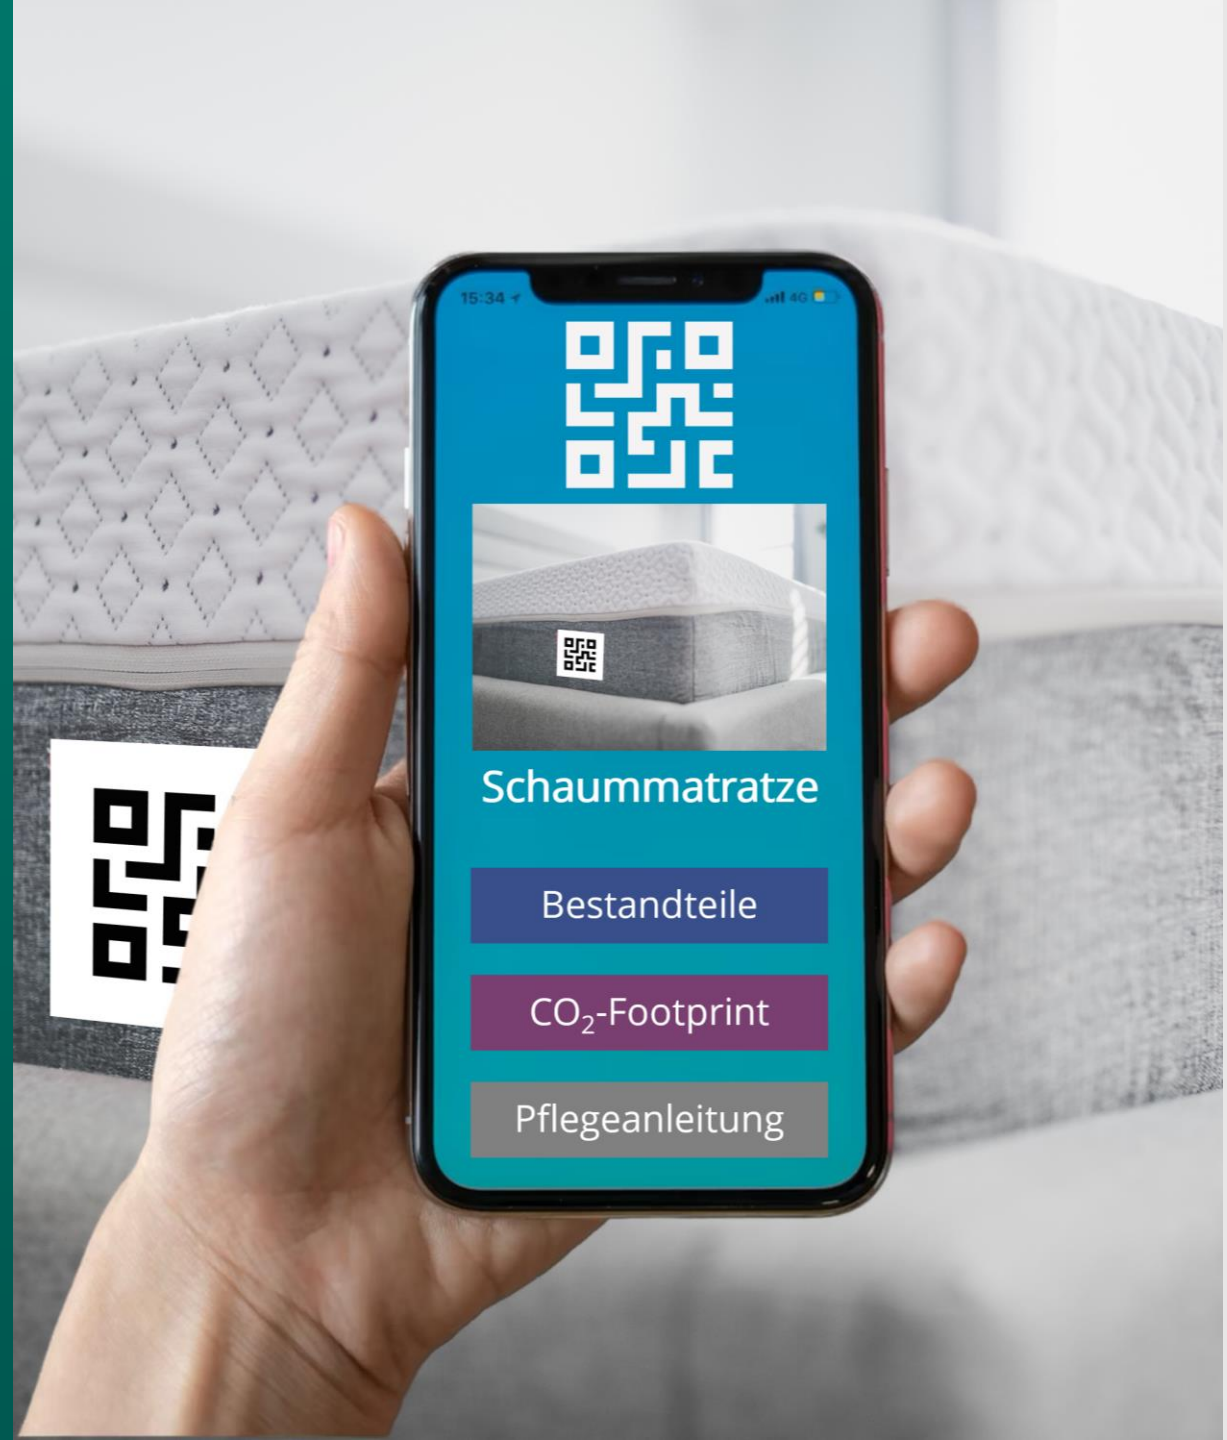 15:34
4G
Schaummatratze
Bestandteile
CO₂-Footprint
Pflegeanleitung